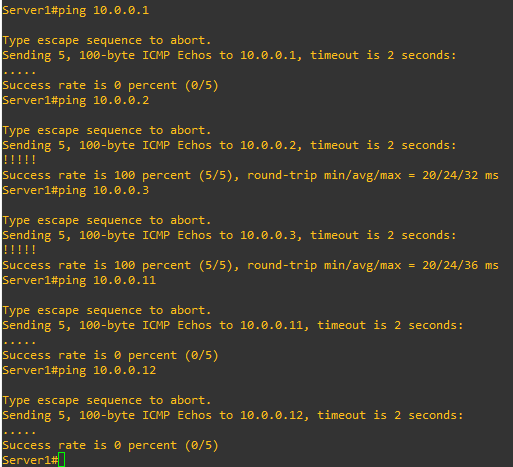 Server1#ping 10.0.0.1

Type escape sequence to abort.
Sending 5, 100-byte ICMP Echos to 10.0.0.1, timeout is 2 seconds:
.....
Success rate is 0 percent (0/5)
Server1#ping 10.0.0.2

Type escape sequence to abort.
Sending 5, 100-byte ICMP Echos to 10.0.0.2, timeout is 2 seconds:
!!!!!
Success rate is 100 percent (5/5), round-trip min/avg/max = 20/24/32 ms
Server1#ping 10.0.0.3

Type escape sequence to abort.
Sending 5, 100-byte ICMP Echos to 10.0.0.3, timeout is 2 seconds:
!!!!!
Success rate is 100 percent (5/5), round-trip min/avg/max = 20/24/36 ms
Server1#ping 10.0.0.11

Type escape sequence to abort.
Sending 5, 100-byte ICMP Echos to 10.0.0.11, timeout is 2 seconds:
.....
Success rate is 0 percent (0/5)
Server1#ping 10.0.0.12

Type escape sequence to abort.
Sending 5, 100-byte ICMP Echos to 10.0.0.12, timeout is 2 seconds:
.....
Success rate is 0 percent (0/5)
Server1#